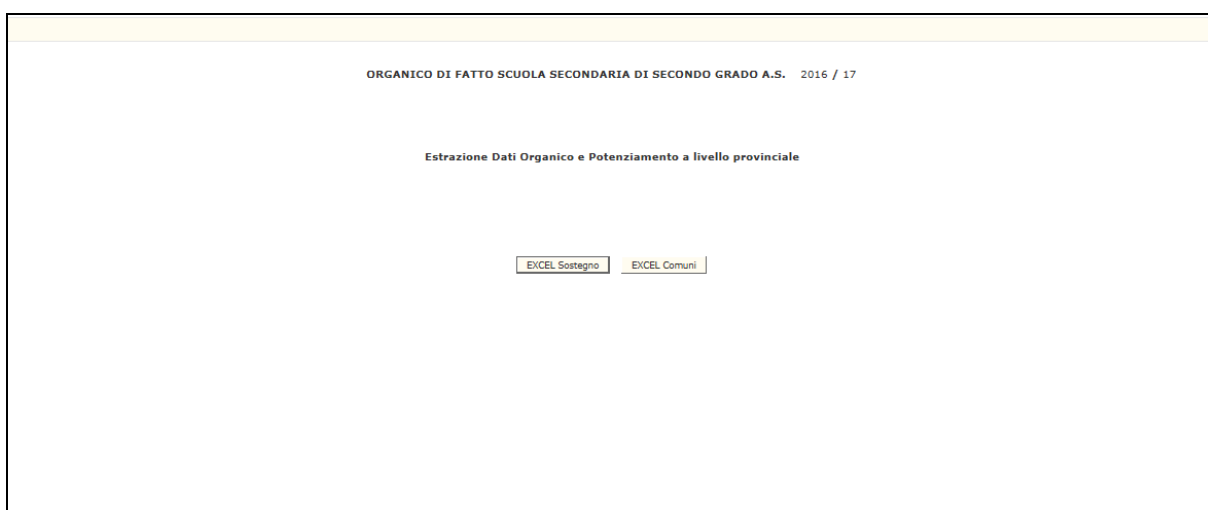 ORGANICO DI FATTO SCUOLA SECONDARIA DI SECONDO GRADO A.S. 2016 / 17
Estrazione Dati Organico e Potenziamento a livello provinciale
EXCEL Sostegno EXCEL Comuni